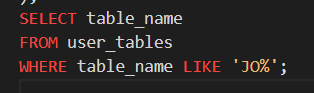 SELECT table_name
FROM user_tables
WHERE table_name LIKE 'JO%';